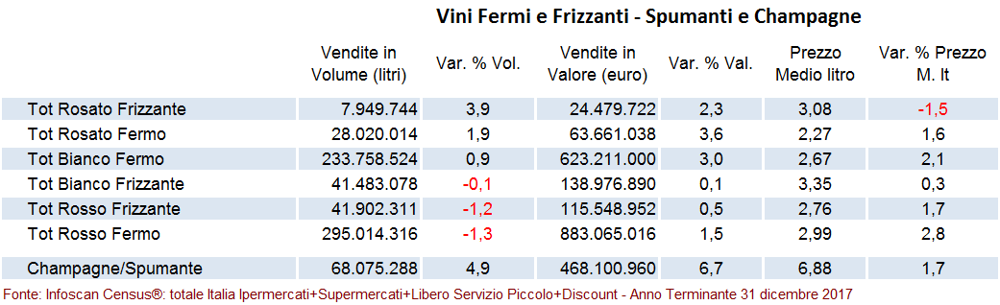 Vini Fermi e Frizzanti - Spumanti e Champagne
Vendite in Volume (litri) Var. % Vol. Vendite in Valore (euro) Var. % Val. Prezzo Medio litro Var. % Prezzo M. lt
Tot Rosato Frizzante 7.949.744 3,9 24.479.722 2,3 3,08 -1,5
Tot Rosato Fermo 28.020.014 1,9 63.661.038 3,6 2,27 1,6
Tot Bianco Fermo 233.758.524 0,9 623.211.000 3,0 2,67 2,1
Tot Bianco Frizzante 41.483.078 -0,1 138.976.890 0,1 3,35 0,3
Tot Rosso Frizzante 41.902.311 -1,2 115.548.952 0,5 2,76 1,7
Tot Rosso Fermo 295.014.316 -1,3 883.065.016 1,5 2,99 2,8
Champagne/Spumante 68.075.288 4,9 468.100.960 6,7 6,88 1,7
Fonte: Infoscan Census®: totale Italia Ipermercati+Supermercati+Libero Servizio Piccolo+Discount - Anno Terminante 31 dicembre 2017